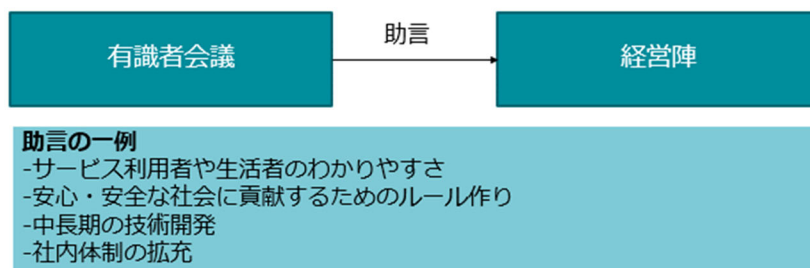 有識者会議
助言
経営陣
助言の一例
-サービス利用者や生活者のわかりやすさ
-安心・安全な社会に貢献するためのルール作り
-中長期の技術開発
-社内体制の拡充